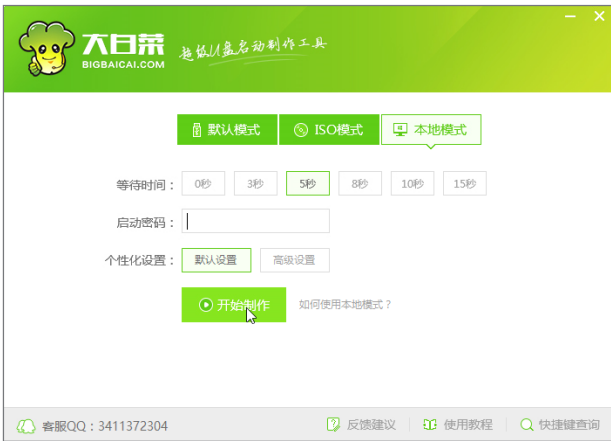 大白菜
BIGBAICAI.COM
超级U盘启动制作工具
默认模式 ISO模式 本地模式
等待时间： 0秒 3秒 5秒 8秒 10秒 15秒
启动密码：
个性化设置： 默认设置 高级设置
开始制作 如何使用本地模式？
客服QQ：3411372304 反馈建议 使用教程 快捷键查询